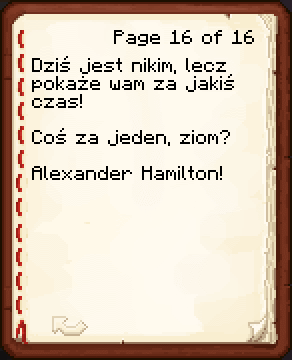 Page 16 of 16
Dziś jest nikim, lecz
pokaże wam za jakiś
czas!
Coś za jeden, ziom?
Alexander Hamilton!